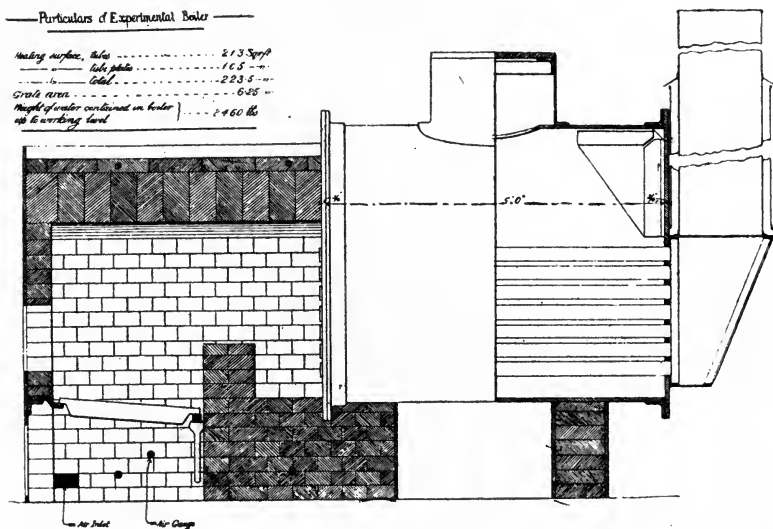 Particulars of Experimental Boiler
Heating surface, tubes 213 Sqr ft
" tube plates 10.5 "
" total 223.5 "
Grate area 6.25 "
Weight of water contained in boiler
up to working level } 2460 lbs
5'.0"
Air Inlet
Air Gauge